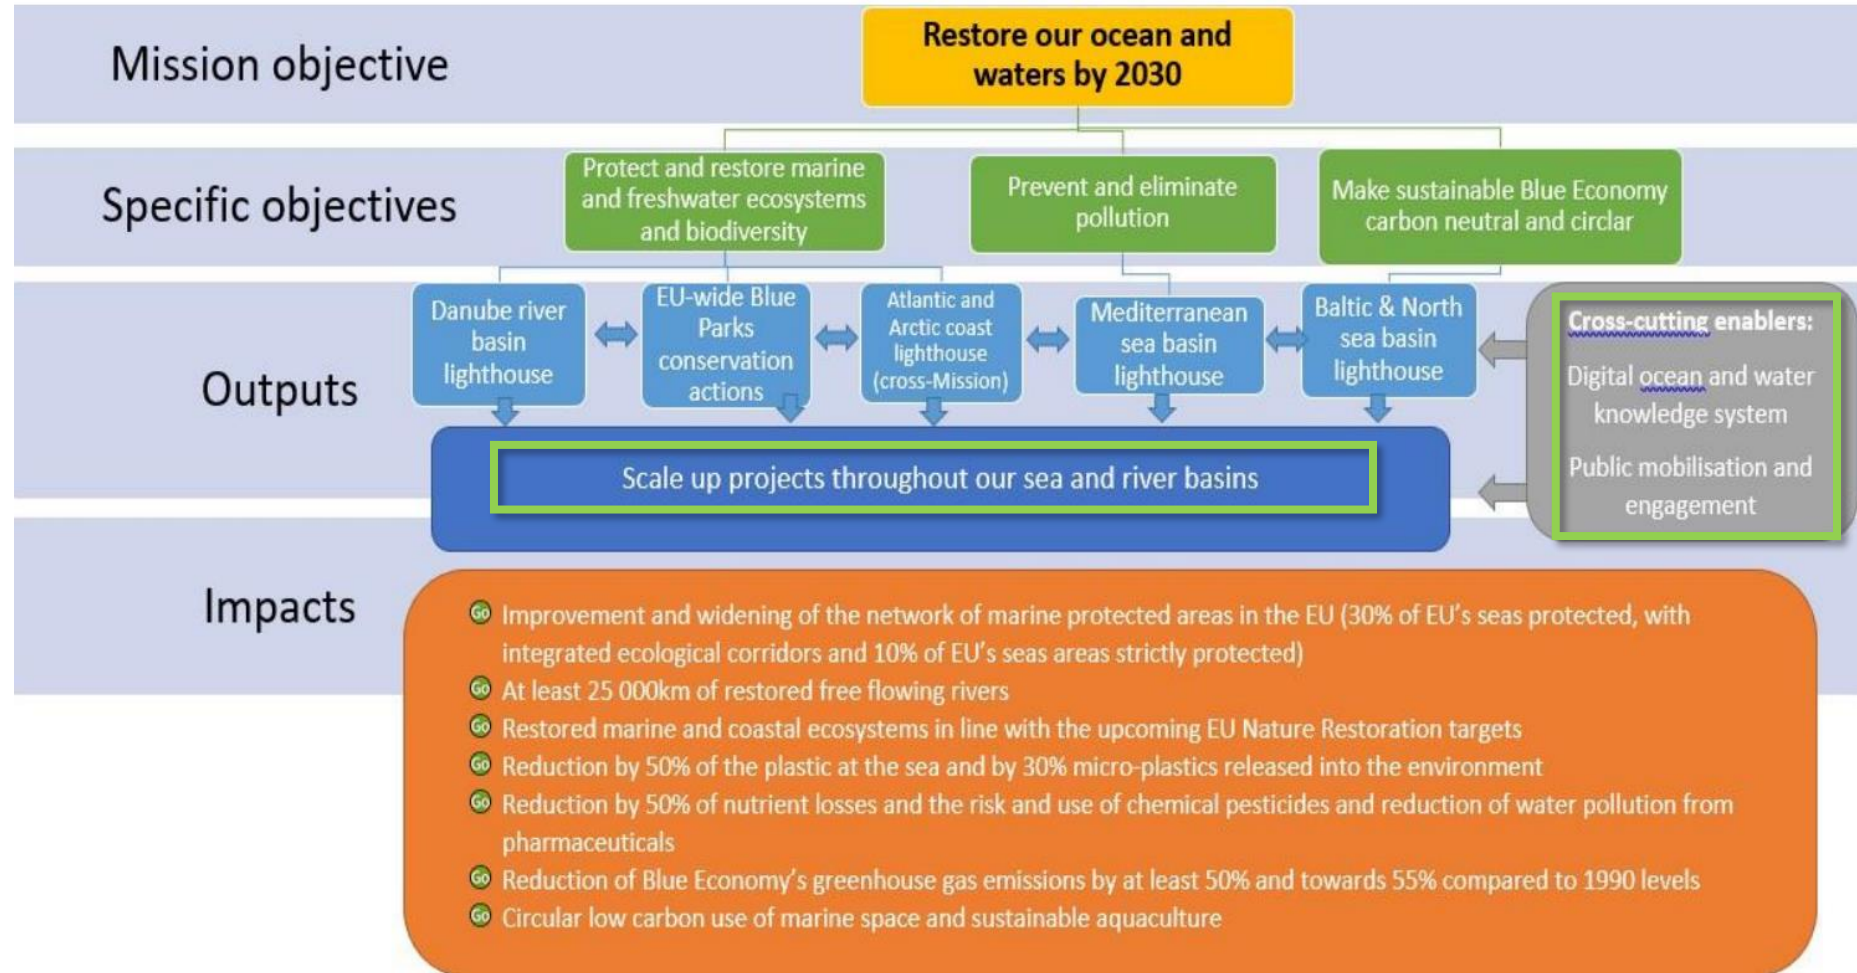 Mission objective
Restore our ocean and
waters by 2030
Specific objectives
Protect and restore marine
and freshwater ecosystems
and biodiversity
Prevent and eliminate
pollution
Make sustainable Blue Economy
carbon neutral and circlar
Outputs
Danube river
basin
lighthouse
EU-wide Blue
Parks
conservation
actions
Atlantic and
Arctic coast
lighthouse
(cross-Mission)
Mediterranean
sea basin
lighthouse
Baltic & North
sea basin
lighthouse
Cross-cutting enablers:
Digital ocean and water
knowledge system
Public mobilisation and
engagement
Scale up projects throughout our sea and river basins
Impacts
Go Improvement and widening of the network of marine protected areas in the EU (30% of EU's seas protected, with
integrated ecological corridors and 10% of EU's seas areas strictly protected)
Go At least 25 000km of restored free flowing rivers
Go Restored marine and coastal ecosystems in line with the upcoming EU Nature Restoration targets
Go Reduction by 50% of the plastic at the sea and by 30% micro-plastics released into the environment
Go Reduction by 50% of nutrient losses and the risk and use of chemical pesticides and reduction of water pollution from
pharmaceuticals
Go Reduction of Blue Economy's greenhouse gas emissions by at least 50% and towards 55% compared to 1990 levels
Go Circular low carbon use of marine space and sustainable aquaculture